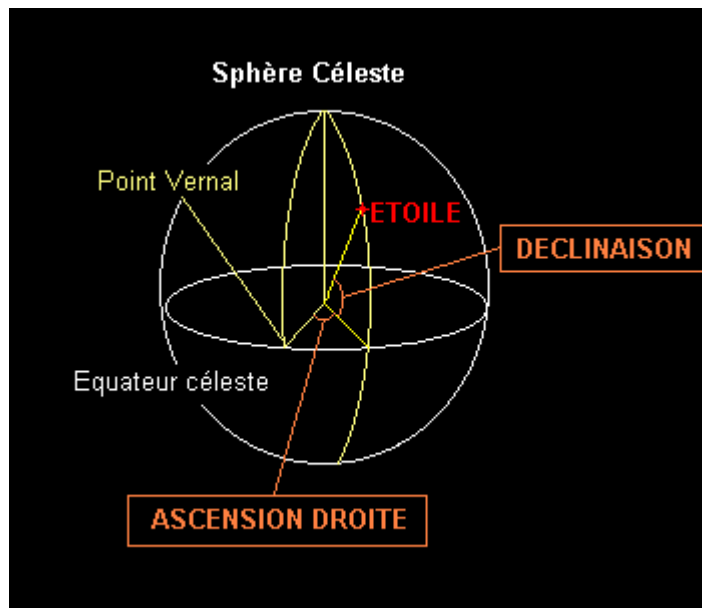 Sphère Céleste
Point Vernal
ETOILE
DECLINAISON
Equateur céleste
ASCENSION DROITE